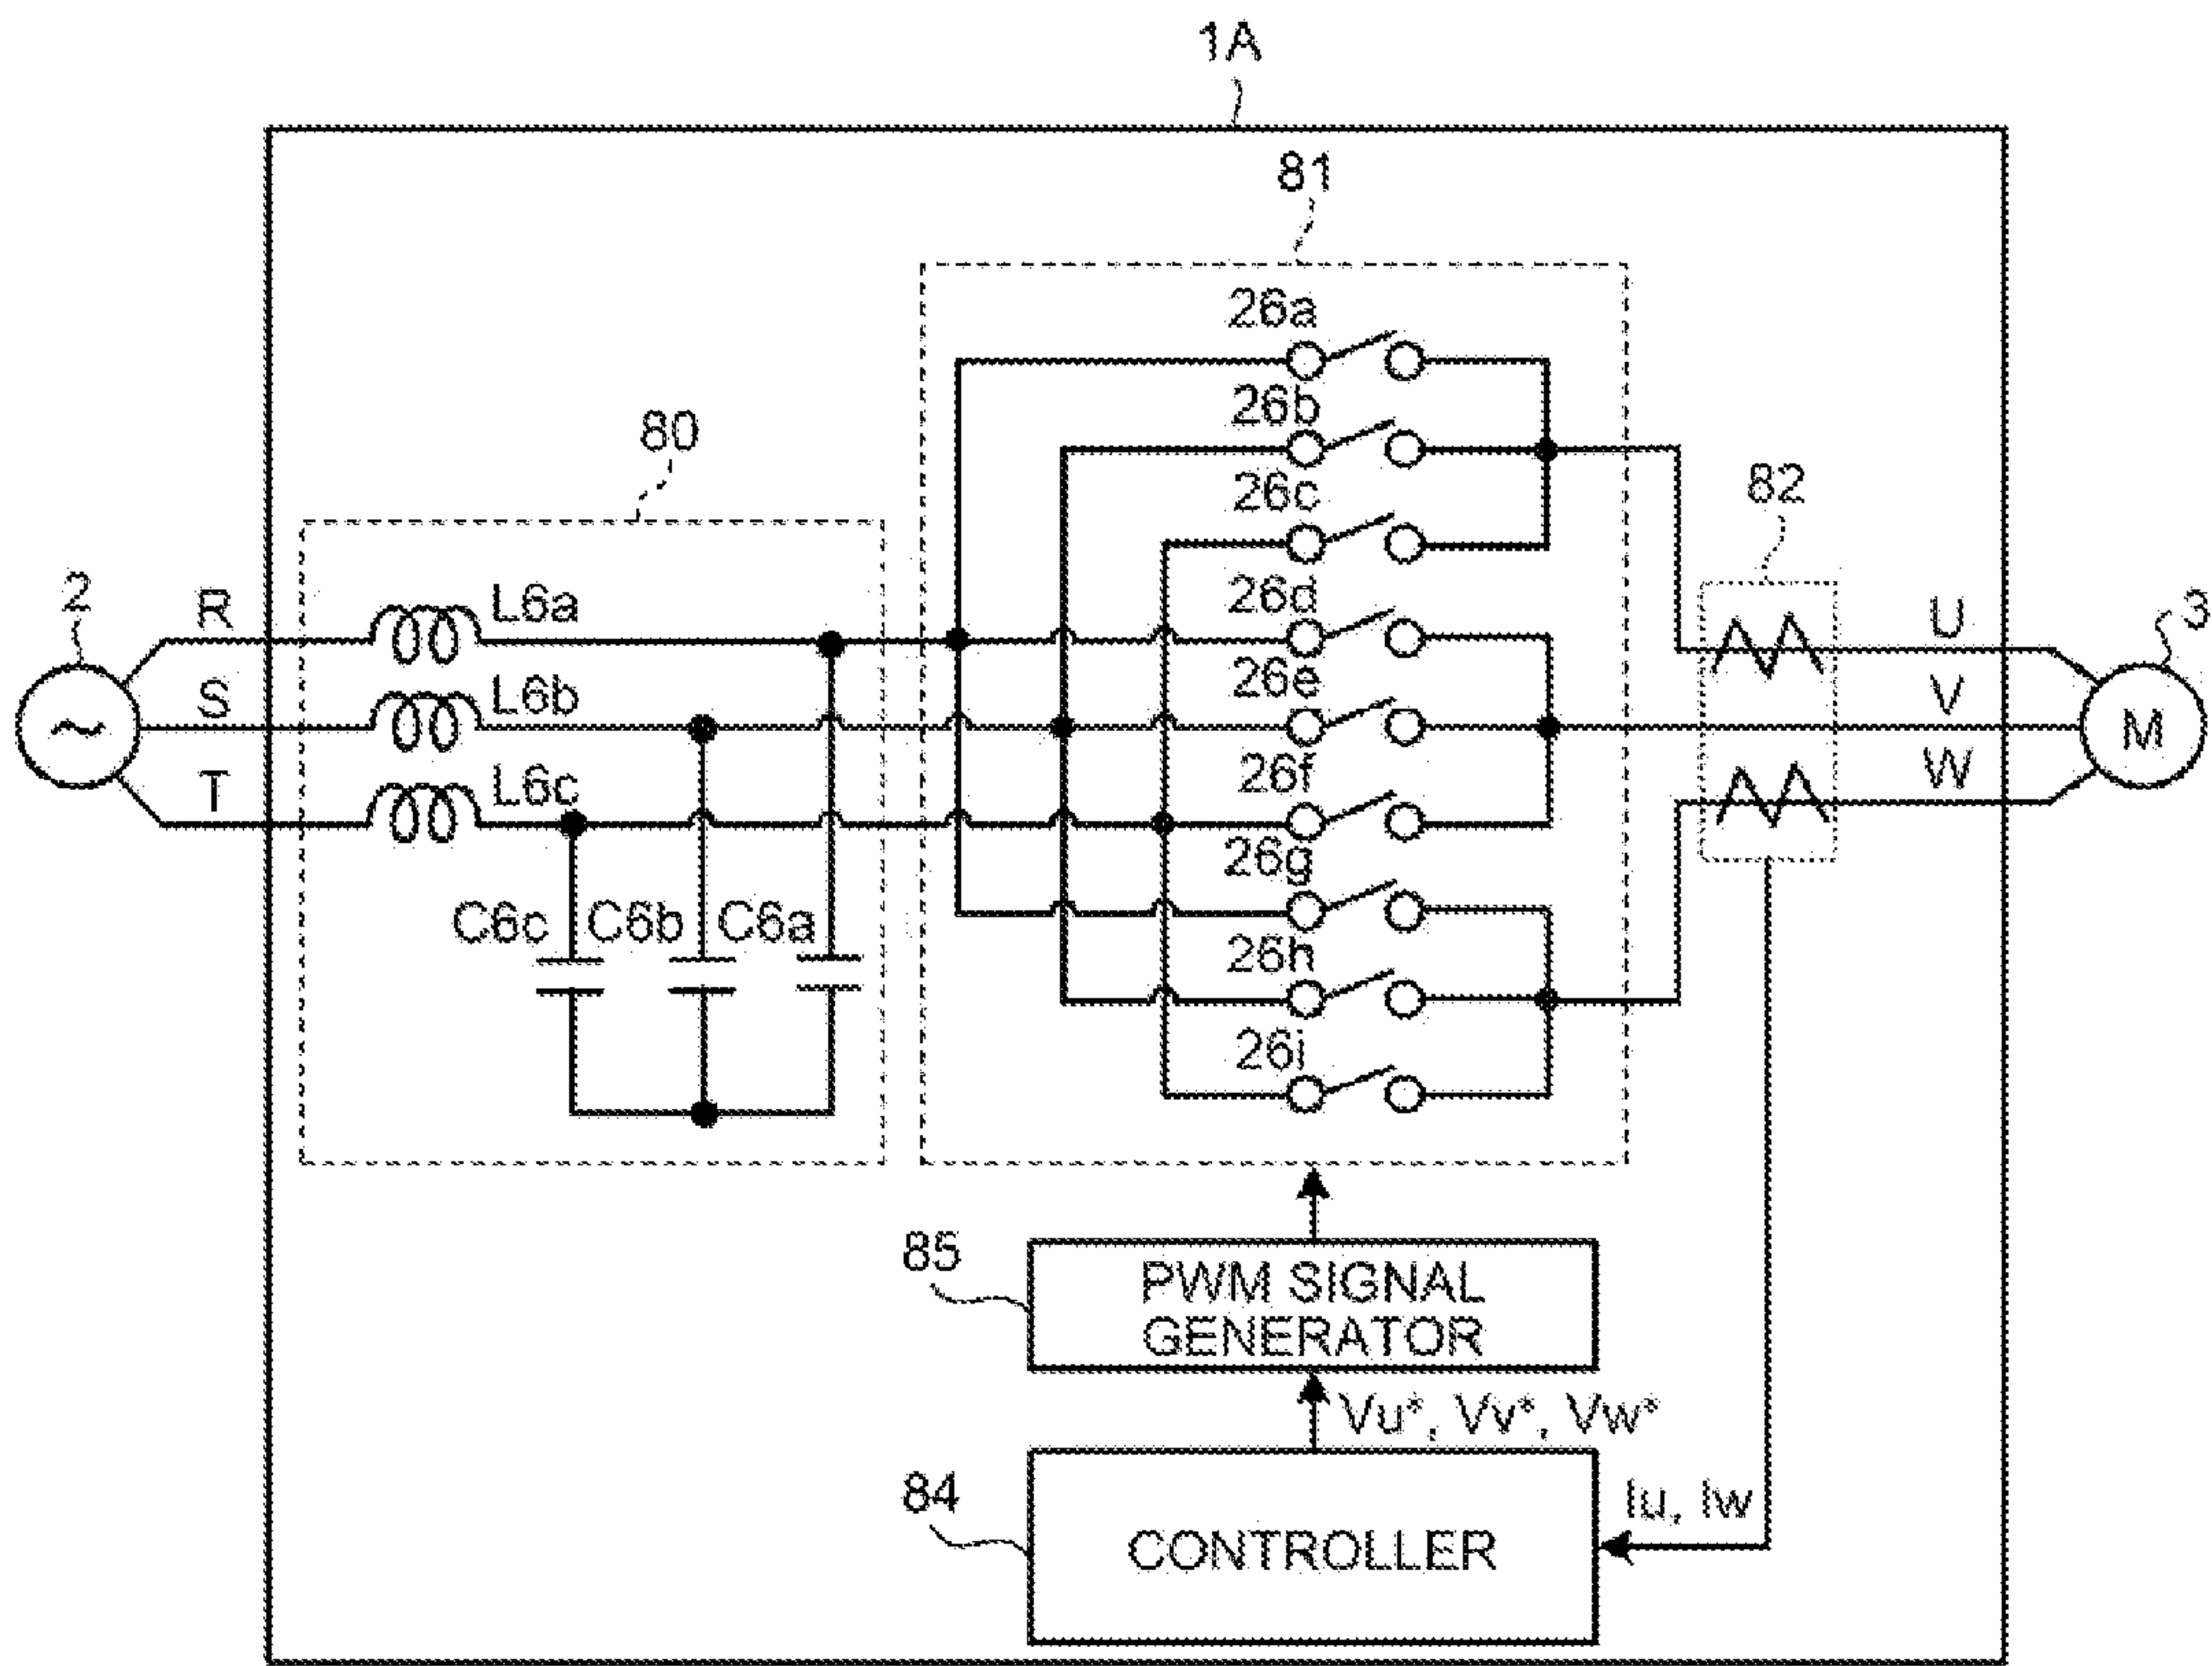 1A
81
26a
26b
80
26c
82
2
R
L6a
26d
U
3
S
L6b
26e
V
~
M
T
L6c
26f
W
26g
C6c C6b C6a
26h
26i
85
PWM SIGNAL
GENERATOR
Vu*, Vv*, Vw*
84
Iu, Iw
CONTROLLER